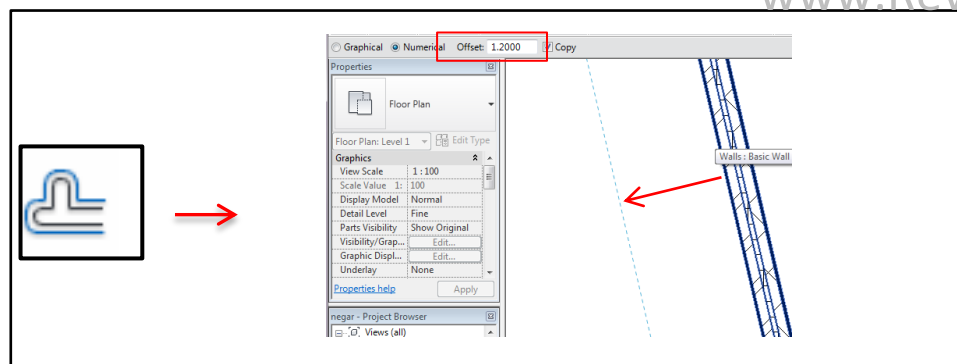 www.Rev
Graphical Numerical Offset: 1.2000 Copy
Properties
Floor Plan
Floor Plan: Level 1 Edit Type
Graphics
View Scale 1 : 100
Scale Value 1: 100
Display Model Normal
Detail Level Fine
Parts Visibility Show Original
Visibility/Grap... Edit...
Graphic Displ... Edit...
Underlay None
Properties help Apply
negar - Project Browser
Views (all)
Walls : Basic Wall